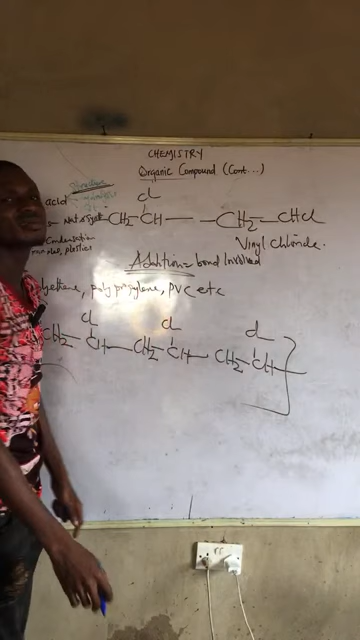 CHEMISTRY
Organic Compound (Cont...)
acid
cl
CH2 CH — — CH2 — CHCl
Condensation
plastics
Vinyl chloride.
Addition = bond involved
polypropylene, PVC etc
cl cl cl
CH2 — CH — CH2 — CH — CH2 — CH —